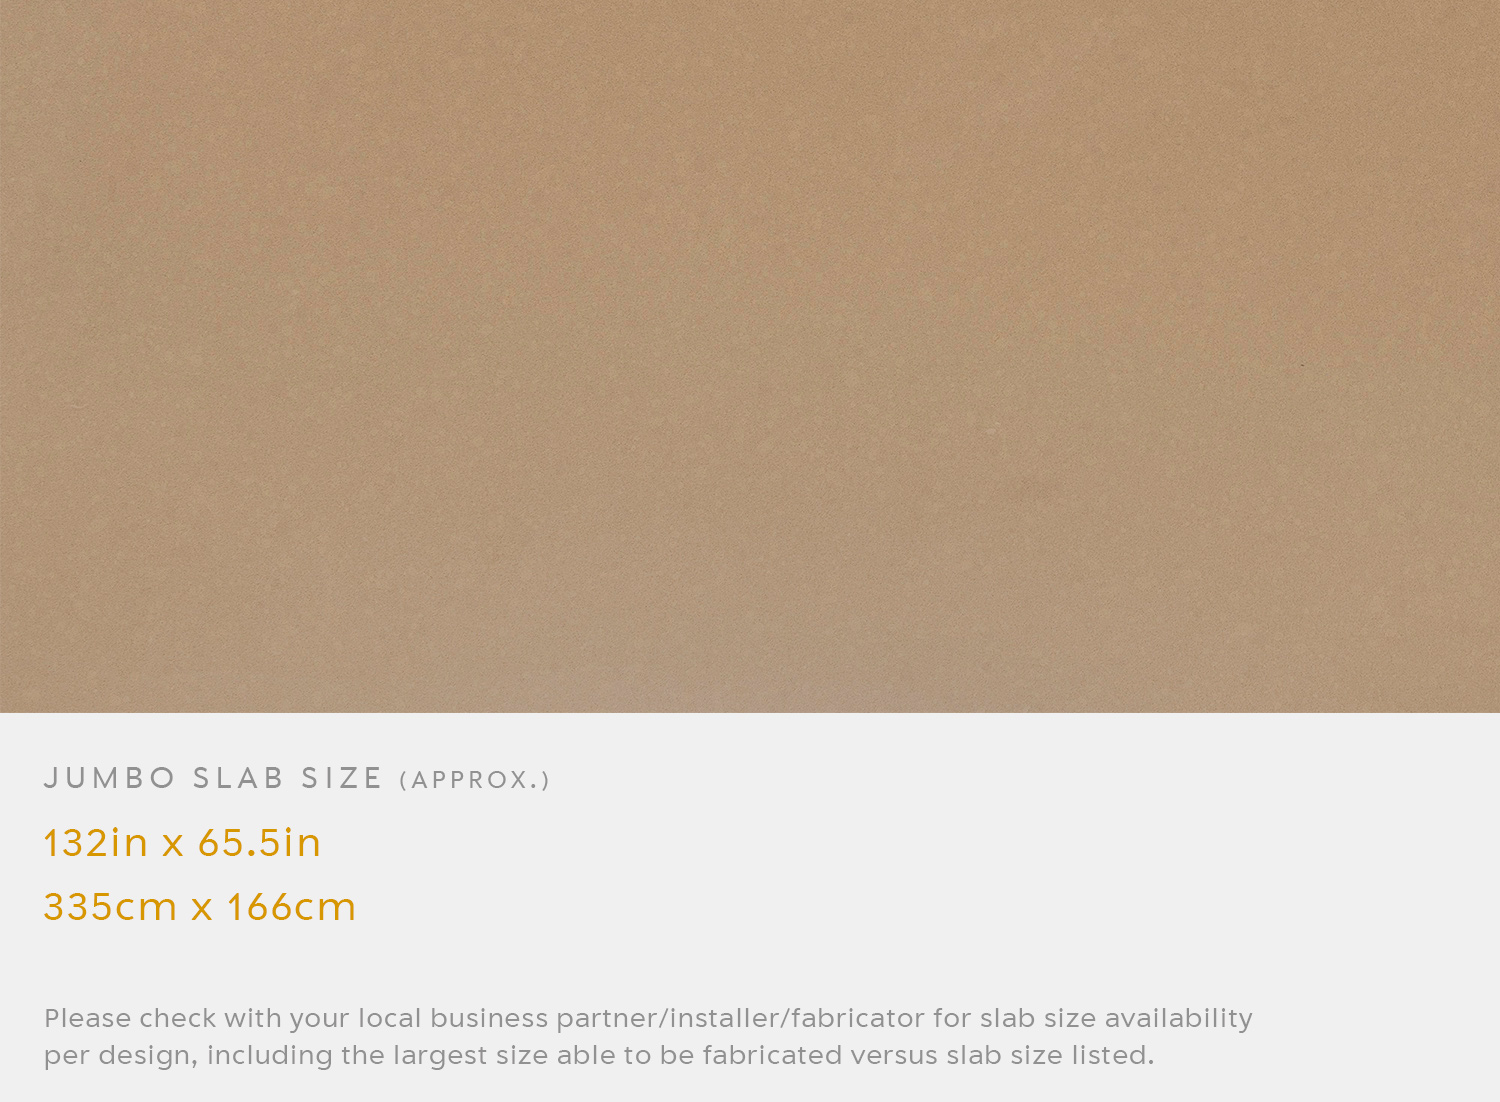 JUMBO SLAB SIZE (APPROX.)
132in x 65.5in
335cm x 166cm
Please check with your local business partner/installer/fabricator for slab size availability
per design, including the largest size able to be fabricated versus slab size listed.